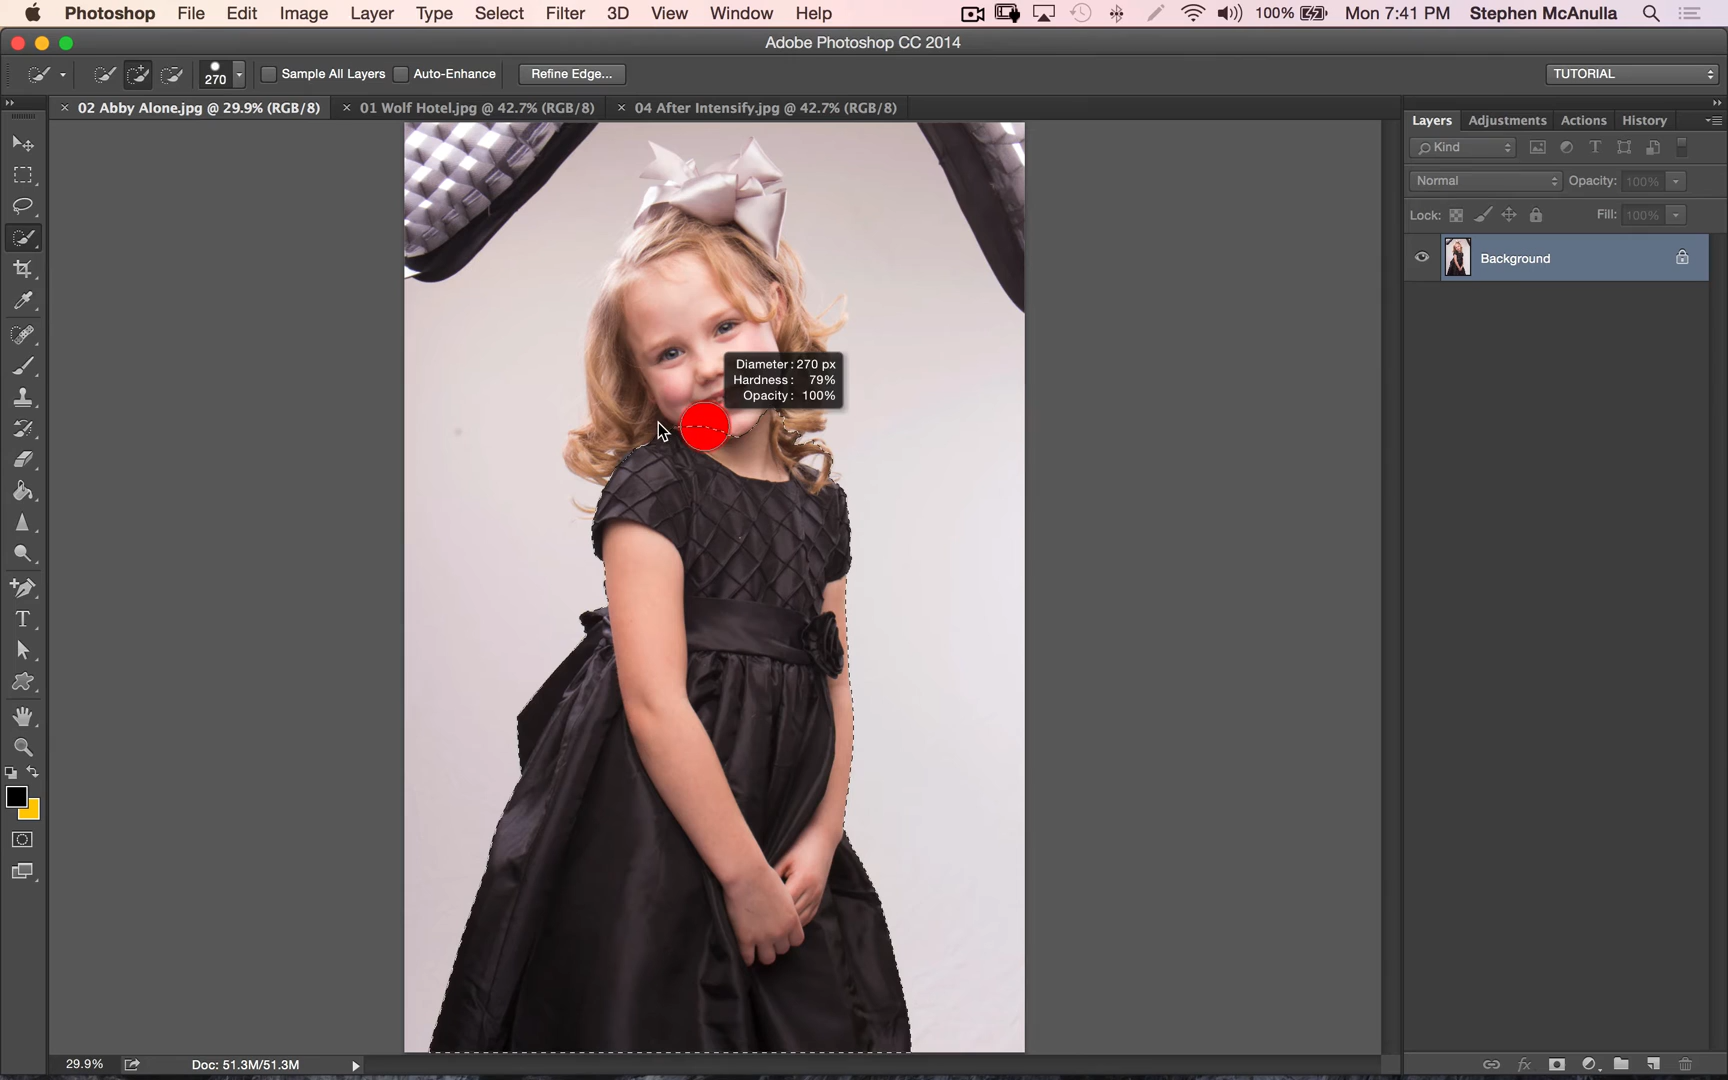 Photoshop File Edit Image Layer Type Select Filter 3D View Window Help 100% Mon 7:41 PM Stephen McAnulla
Adobe Photoshop CC 2014
270 Sample All Layers Auto-Enhance Refine Edge... TUTORIAL
× 02 Abby Alone.jpg @ 29.9% (RGB/8) × 01 Wolf Hotel.jpg @ 42.7% (RGB/8) × 04 After Intensify.jpg @ 42.7% (RGB/8)
Layers Adjustments Actions History
Kind
Normal Opacity: 100%
Lock: Fill: 100%
Background
Diameter: 270 px
Hardness: 79%
Opacity: 100%
29.9% Doc: 51.3M/51.3M